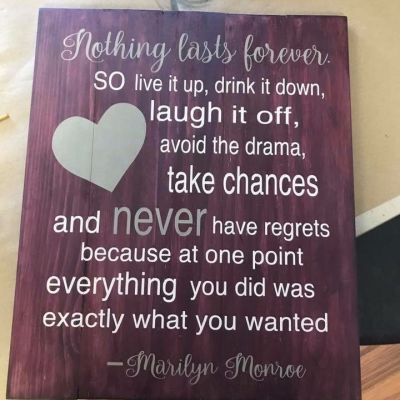 Nothing lasts forever.
SO live it up, drink it down,
laugh it off,
avoid the drama,
take chances
and never have regrets
because at one point
everything you did was
exactly what you wanted
—Marilyn Monroe